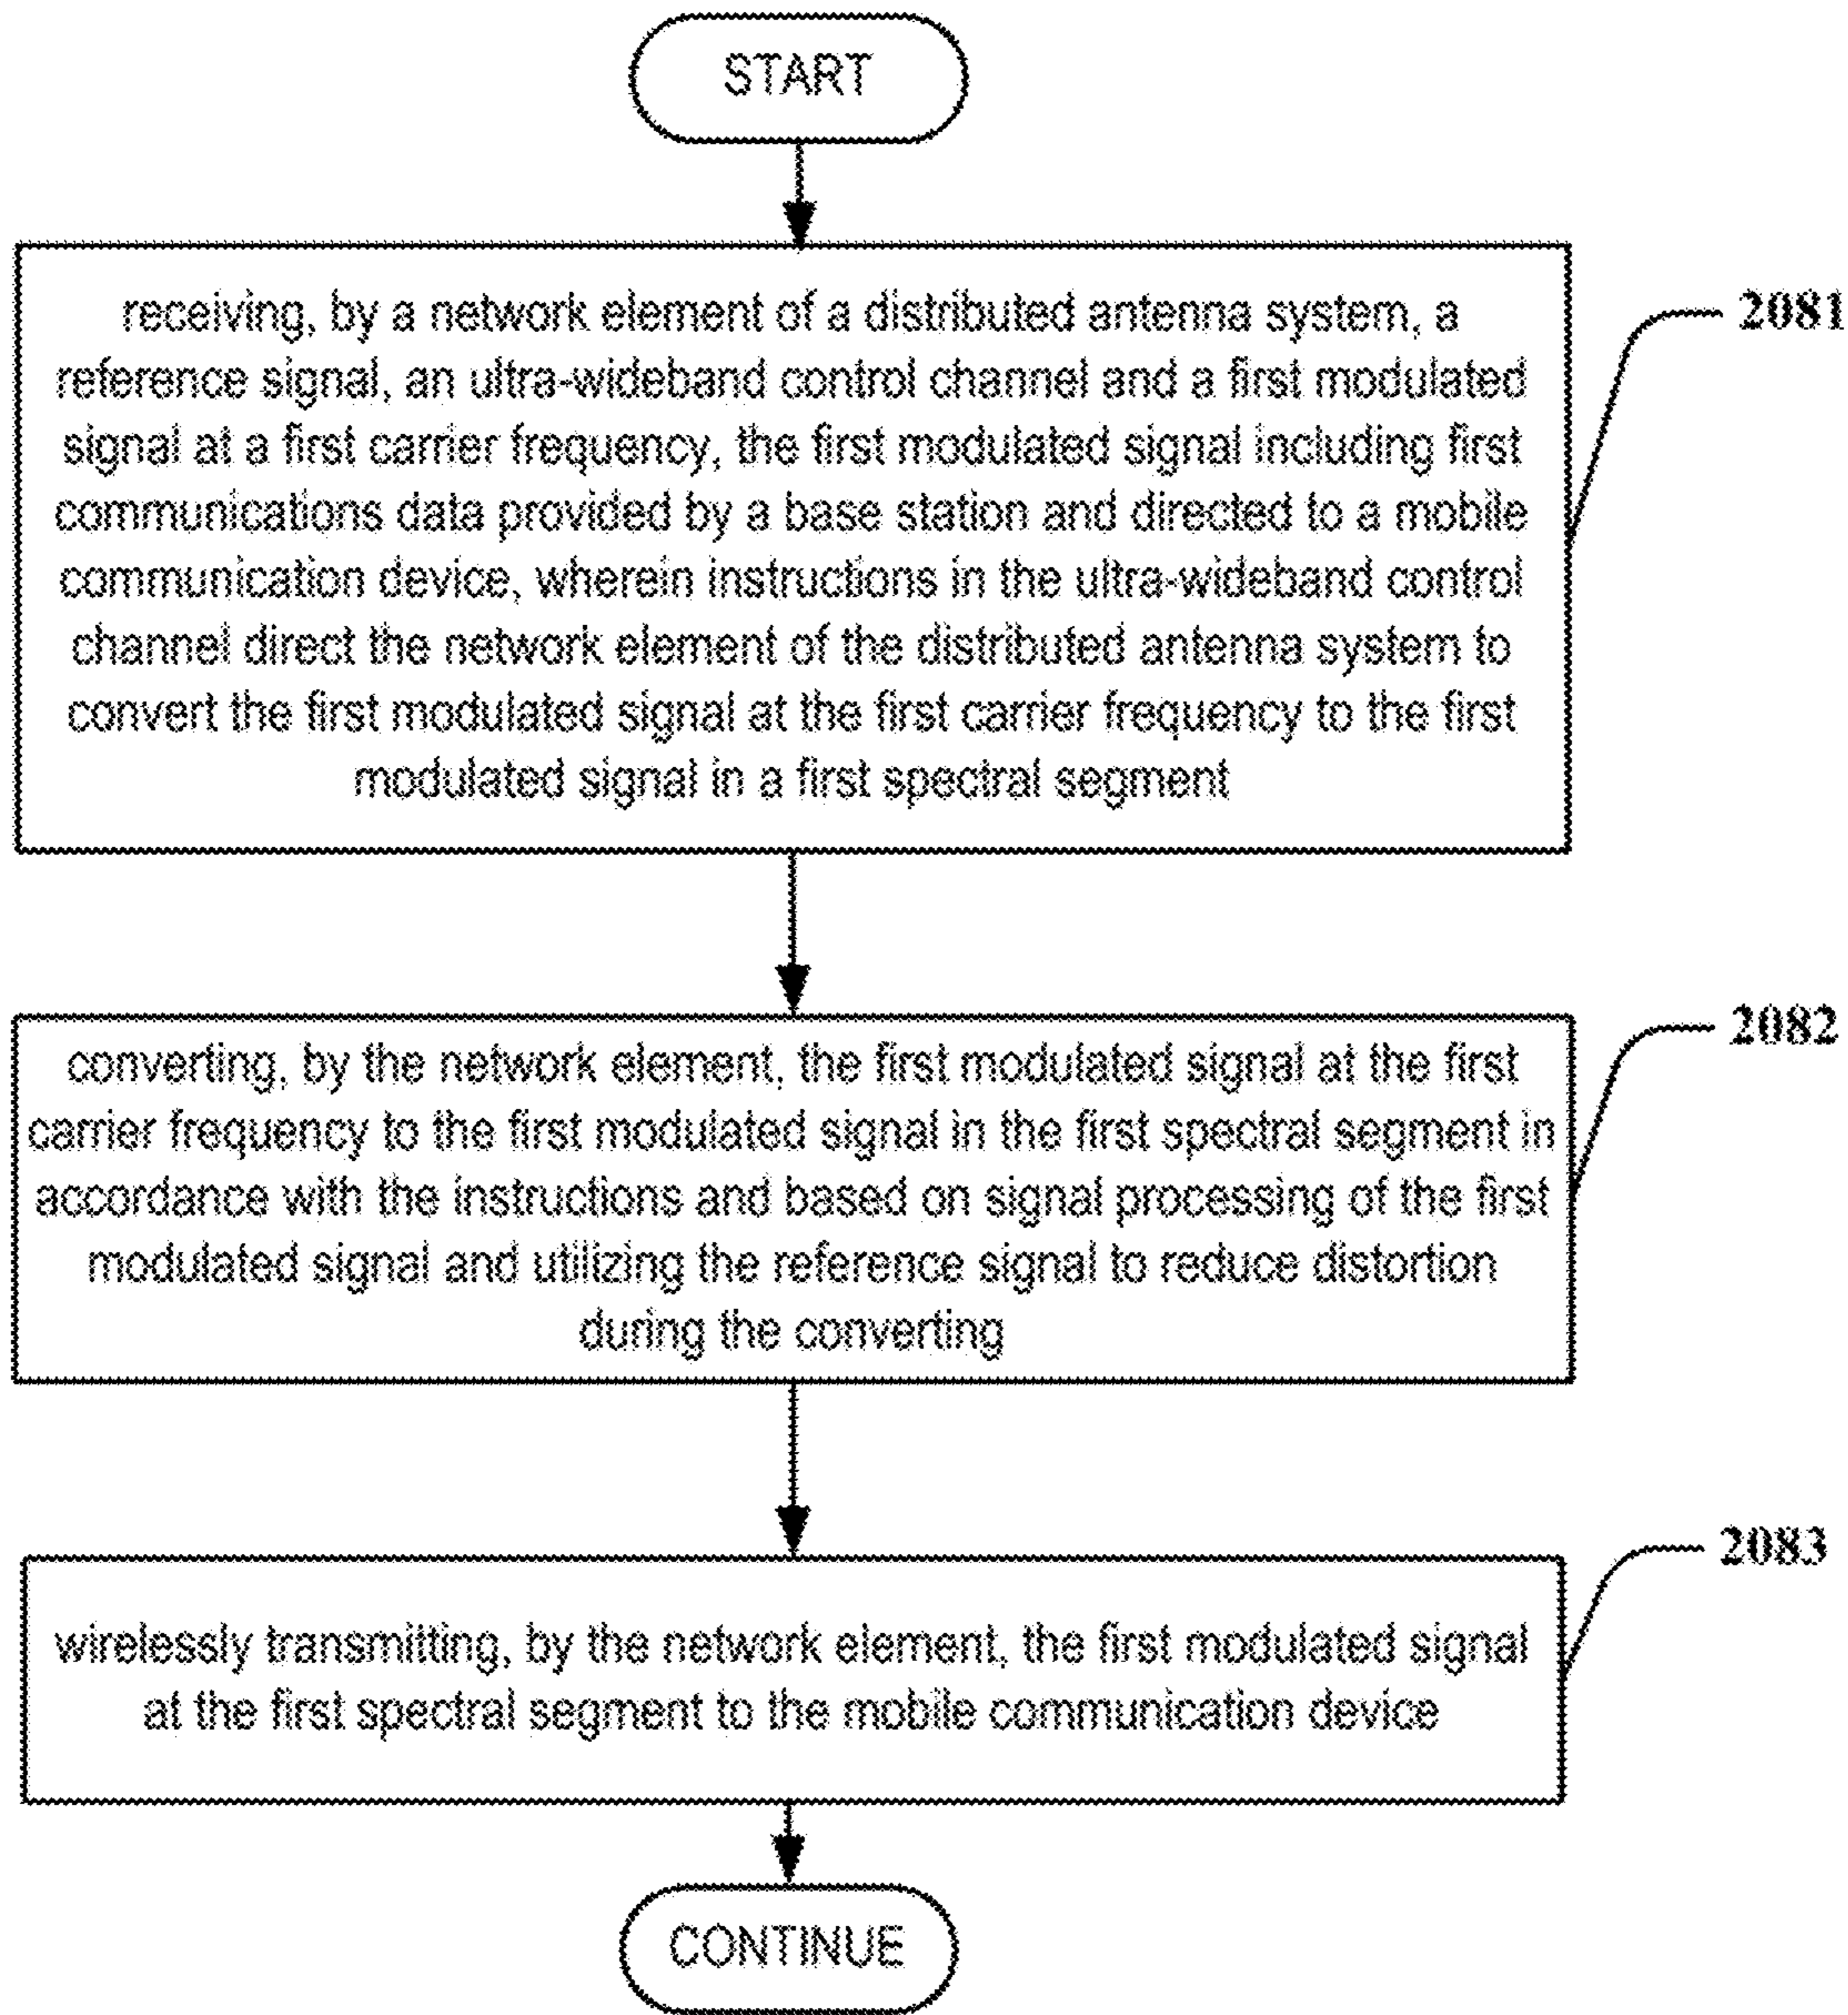 START
receiving, by a network element of a distributed antenna system, a
reference signal, an ultra-wideband control channel and a first modulated
signal at a first carrier frequency, the first modulated signal including first
communications data provided by a base station and directed to a mobile
communication device, wherein instructions in the ultra-wideband control
channel direct the network element of the distributed antenna system to
convert the first modulated signal at the first carrier frequency to the first
modulated signal in a first spectral segment
2081
converting, by the network element, the first modulated signal at the first
carrier frequency to the first modulated signal in the first spectral segment in
accordance with the instructions and based on signal processing of the first
modulated signal and utilizing the reference signal to reduce distortion
during the converting
2082
wirelessly transmitting, by the network element, the first modulated signal
at the first spectral segment to the mobile communication device
2083
CONTINUE